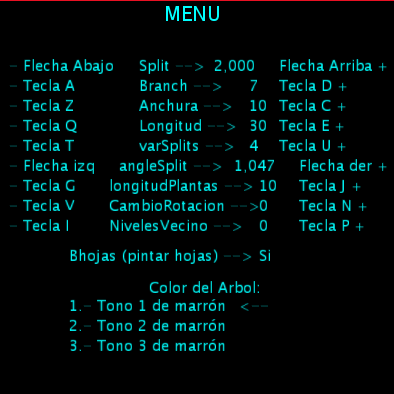 MENU
- Flecha Abajo Split --> 2,000 Flecha Arriba +
- Tecla A Branch --> 7 Tecla D +
- Tecla Z Anchura --> 10 Tecla C +
- Tecla Q Longitud --> 30 Tecla E +
- Tecla T varSplits --> 4 Tecla U +
- Flecha izq angleSplit --> 1,047 Flecha der +
- Tecla G longitudPlantas --> 10 Tecla J +
- Tecla V CambioRotacion -->0 Tecla N +
- Tecla I NivelesVecino --> 0 Tecla P +
Bhojas (pintar hojas) --> Si
Color del Arbol:
1.- Tono 1 de marrón <--
2.- Tono 2 de marrón
3.- Tono 3 de marrón